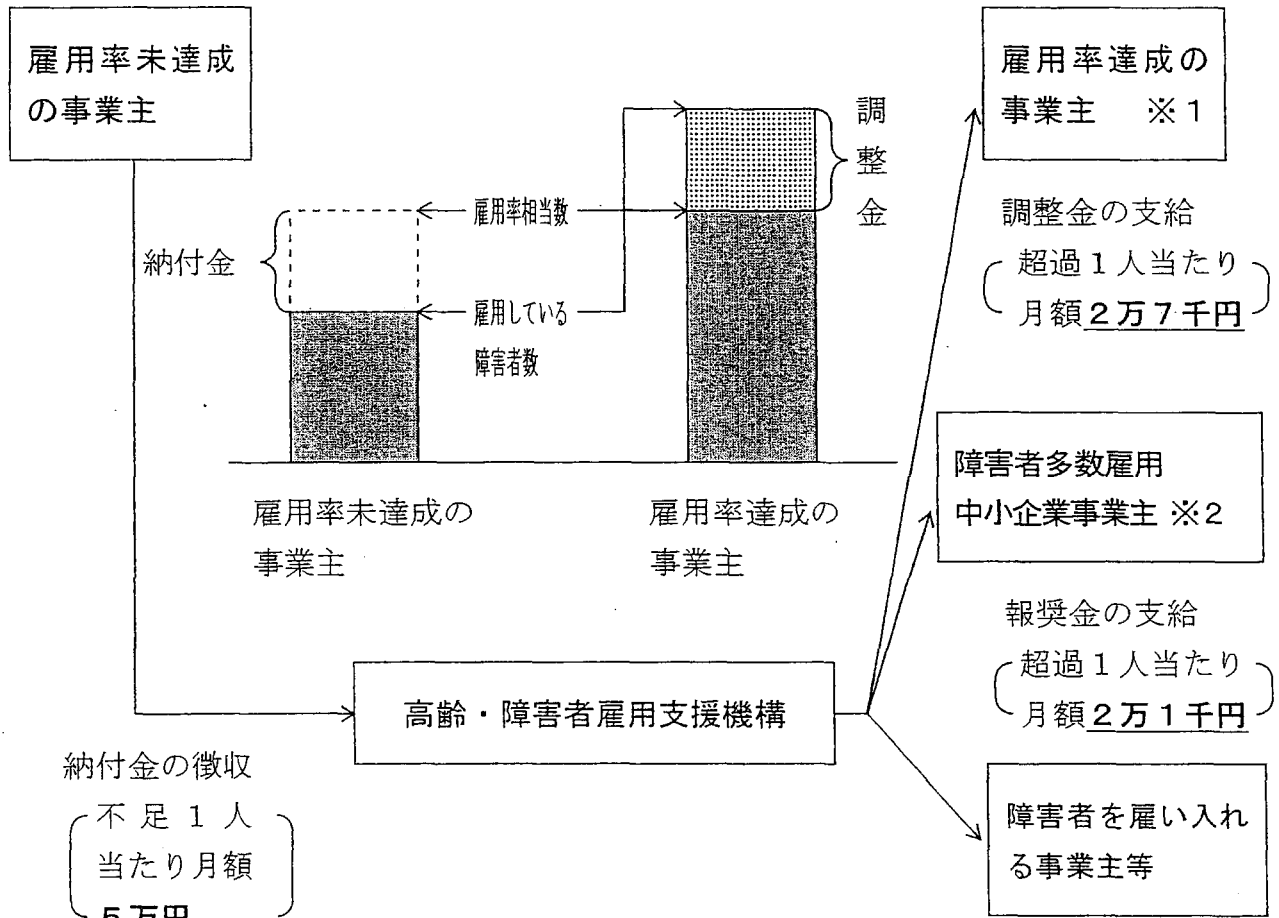 雇用率未達成
の事業主
納付金
雇用率相当数
雇用している
障害者数
調
整
金
雇用率未達成の
事業主
雇用率達成の
事業主
雇用率達成の
事業主 ※1
調整金の支給
超過1人当たり
月額2万7千円
障害者多数雇用
中小企業事業主 ※2
報奨金の支給
超過1人当たり
月額2万1千円
高齢・障害者雇用支援機構
納付金の徴収
不足1人
当たり月額
5万円
障害者を雇い入れ
る事業主等